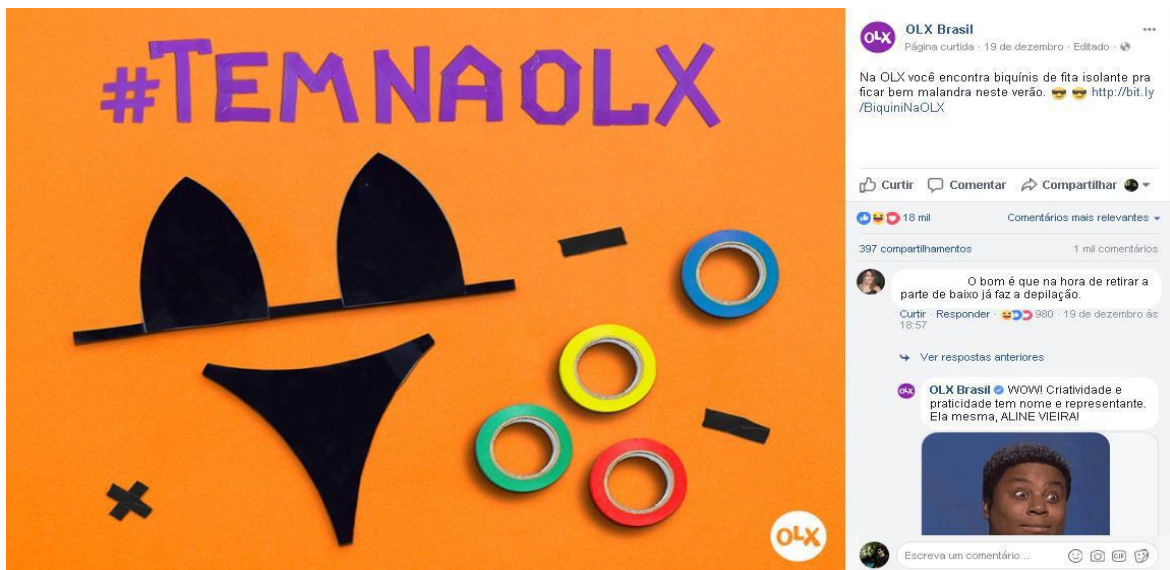 #TEMNAOLX
OLX
OLX
OLX Brasil
Página curtida · 19 de dezembro · Editado ·
Na OLX você encontra biquínis de fita isolante pra
ficar bem malandra neste verão. 😎 😎 http://bit.ly
/BiquiniNaOLX
Curtir Comentar Compartilhar
18 mil
Comentários mais relevantes
397 compartilhamentos
1 mil comentários
O bom é que na hora de retirar a
parte de baixo já faz a depilação.
Curtir · Responder · 980 · 19 de dezembro às
18:57
Ver respostas anteriores
OLX
OLX Brasil WOW! Criatividade e
praticidade tem nome e representante.
Ela mesma, ALINE VIEIRA!
Escreva um comentário...
GIF